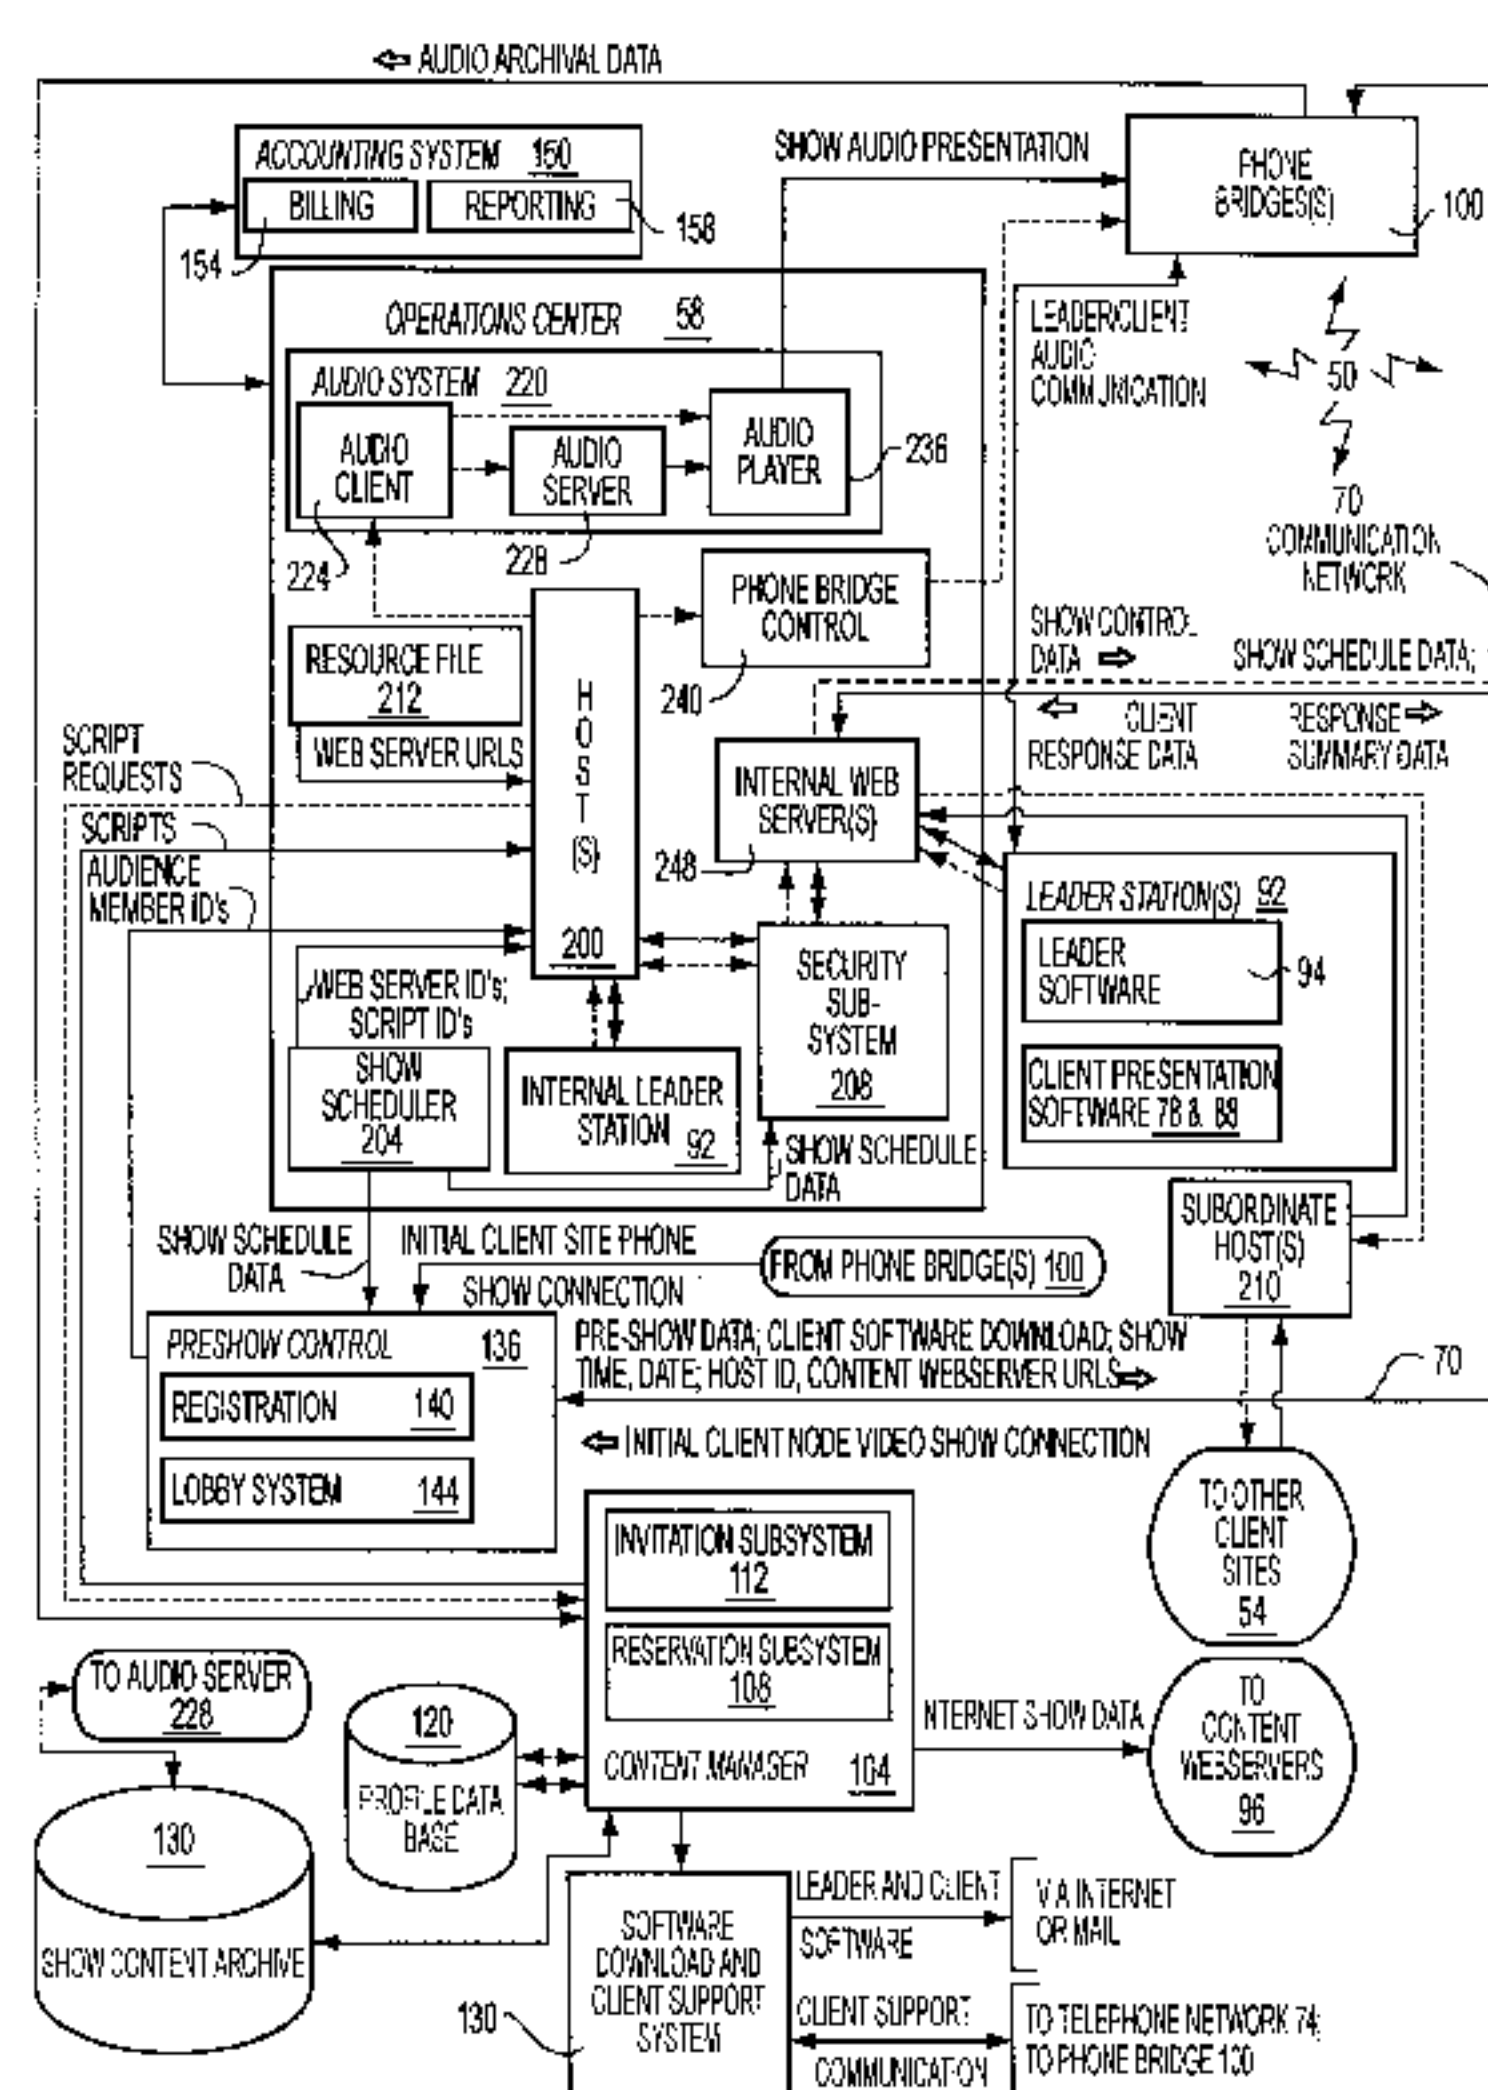 ⇦ AUDIO ARCHIVAL DATA
ACCOUNTING SYSTEM 150
BILLING
REPORTING
154
158
SHOW AUDIO PRESENTATION
PHONE
BRIDGES(S)
100
OPERATIONS CENTER 58
AUDIO SYSTEM 220
AUDIO
CLIENT
AUDIO
SERVER
AUDIO
PLAYER
236
224
228
LEADER/CLIENT
AUDIO
COMMUNICATION
50
70
COMMUNICATION
NETWORK
PHONE BRIDGE
CONTROL
240
RESOURCE FILE
212
WEB SERVER URLS
H
O
S
T
(S)
200
SHOW CONTROL
DATA ⇨
SHOW SCHEDULE DATA;
⇦ CLIENT
RESPONSE DATA
RESPONSE ⇨
SUMMARY DATA
SCRIPT
REQUESTS
SCRIPTS
AUDIENCE
MEMBER ID's
INTERNAL WEB
SERVER(S)
248
LEADER STATION(S) 92
LEADER
SOFTWARE
94
CLIENT PRESENTATION
SOFTWARE 78 & 88
WEB SERVER ID's;
SCRIPT ID's
SHOW
SCHEDULER
204
INTERNAL LEADER
STATION 92
SECURITY
SUB-
SYSTEM
208
SHOW SCHEDULE
DATA
SUBORDINATE
HOST(S)
210
SHOW SCHEDULE
DATA
INITIAL CLIENT SITE PHONE
SHOW CONNECTION
FROM PHONE BRIDGE(S) 100
PRESHOW CONTROL 136
REGISTRATION 140
LOBBY SYSTEM 144
PRE-SHOW DATA; CLIENT SOFTWARE DOWNLOAD; SHOW
TIME, DATE; HOST ID, CONTENT WEBSERVER URLS ⇨
70
⇦ INITIAL CLIENT NODE VIDEO SHOW CONNECTION
TO OTHER
CLIENT
SITES
54
INVITATION SUBSYSTEM
112
RESERVATION SUBSYSTEM
108
CONTENT MANAGER 104
TO AUDIO SERVER
228
120
PROFILE DATA
BASE
NTERNET SHOW DATA
TO
CONTENT
WEBSERVERS
96
130
SHOW CONTENT ARCHIVE
SOFTWARE
DOWNLOAD AND
CLIENT SUPPORT
SYSTEM
130
LEADER AND CLIENT
SOFTWARE
VIA INTERNET
OR MAIL
CLIENT SUPPORT
COMMUNICATION
TO TELEPHONE NETWORK 74;
TO PHONE BRIDGE 100